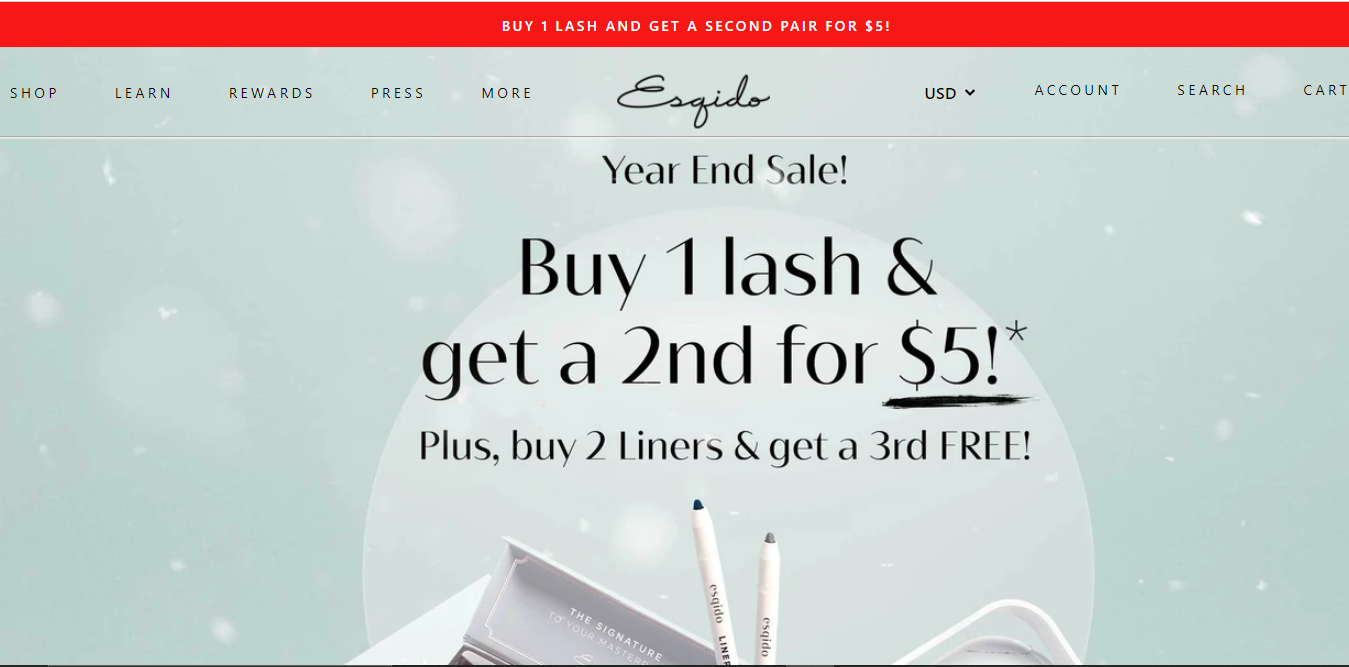 BUY 1 LASH AND GET A SECOND PAIR FOR $5!
SHOP LEARN REWARDS PRESS MORE Esqido USD ACCOUNT SEARCH CART
Year End Sale!
Buy 1 lash &
get a 2nd for $5!*
Plus, buy 2 Liners & get a 3rd FREE!
esqido LINER
esqido
THE SIGNATURE
TO YOUR MASTERP